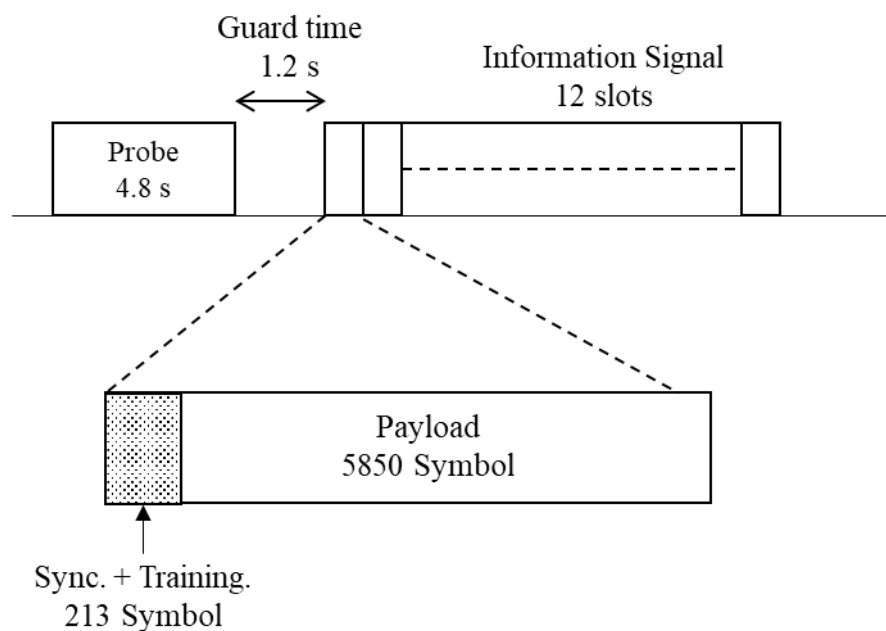 Guard time
1.2 s
Information Signal
12 slots
Probe
4.8 s
Payload
5850 Symbol
Sync. + Training.
213 Symbol